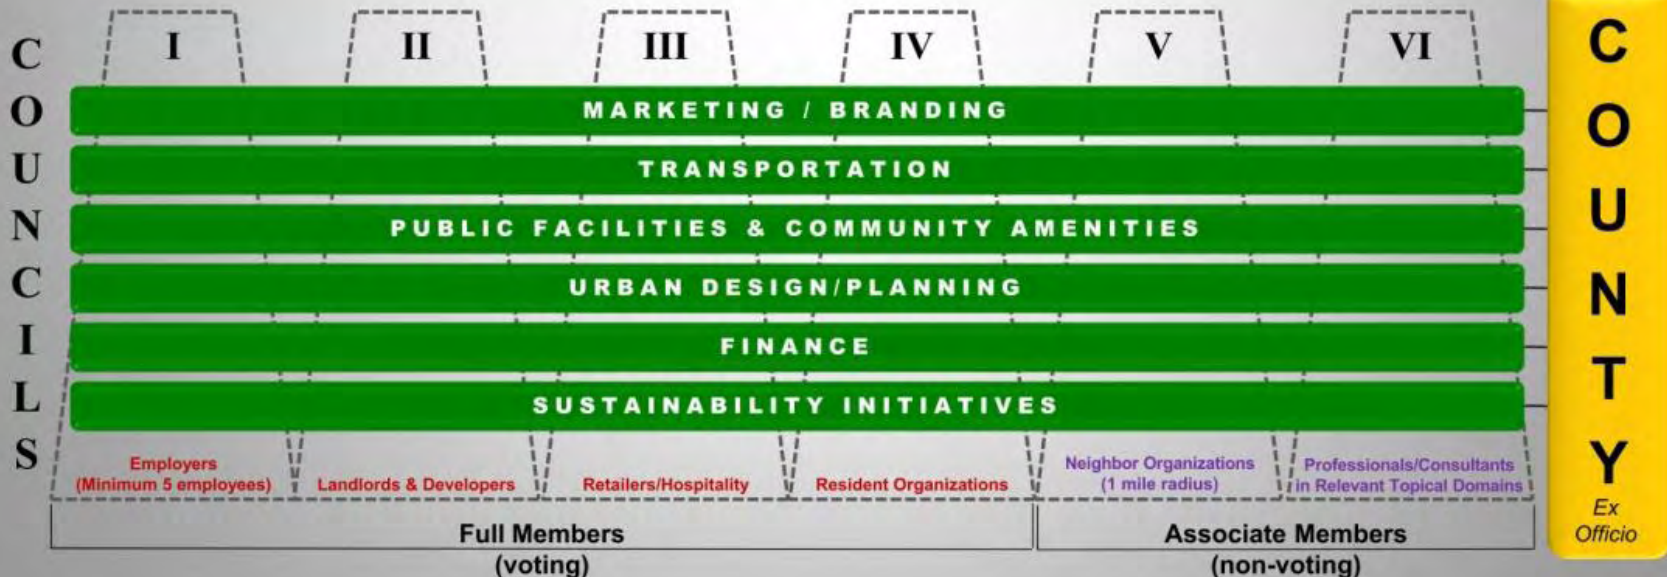 COUNCILS
I
II
III
IV
V
VI
MARKETING / BRANDING
TRANSPORTATION
PUBLIC FACILITIES & COMMUNITY AMENITIES
URBAN DESIGN/PLANNING
FINANCE
SUSTAINABILITY INITIATIVES
Employers
(Minimum 5 employees)
Landlords & Developers
Retailers/Hospitality
Resident Organizations
Neighbor Organizations
(1 mile radius)
Professionals/Consultants
in Relevant Topical Domains
Full Members
(voting)
Associate Members
(non-voting)
COUNTY
Ex
Officio